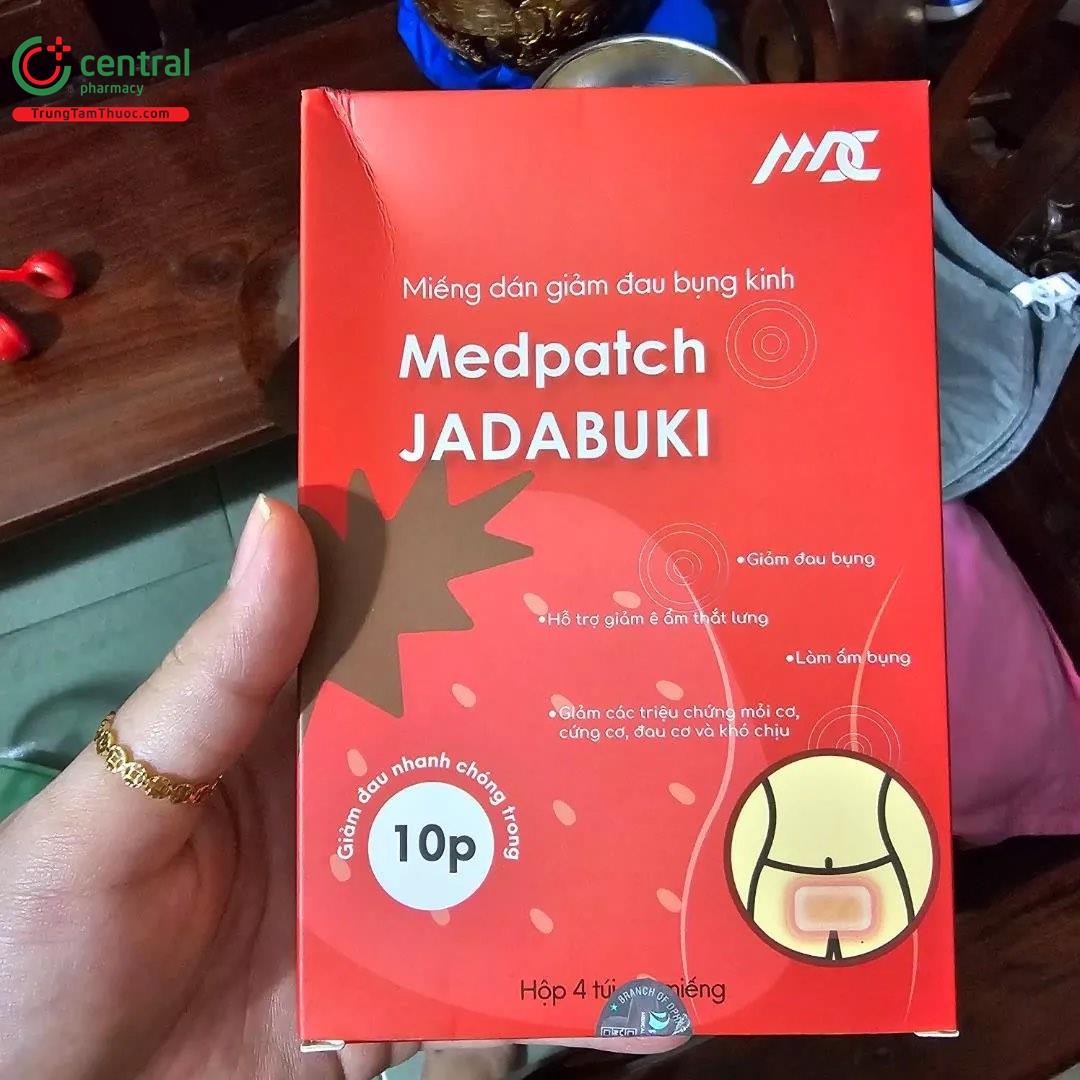 central
pharmacy
TrungTamThuoc.com
MDC
Miếng dán giảm đau bụng kinh
Medpatch
JADABUKI
•Giảm đau bụng
•Hỗ trợ giảm ê ẩm thắt lưng
•Làm ấm bụng
•Giảm các triệu chứng mỏi cơ,
cứng cơ, đau cơ và khó chịu
Giảm đau nhanh chóng trong
10p
Hộp 4 túi miếng
BRANCH OF